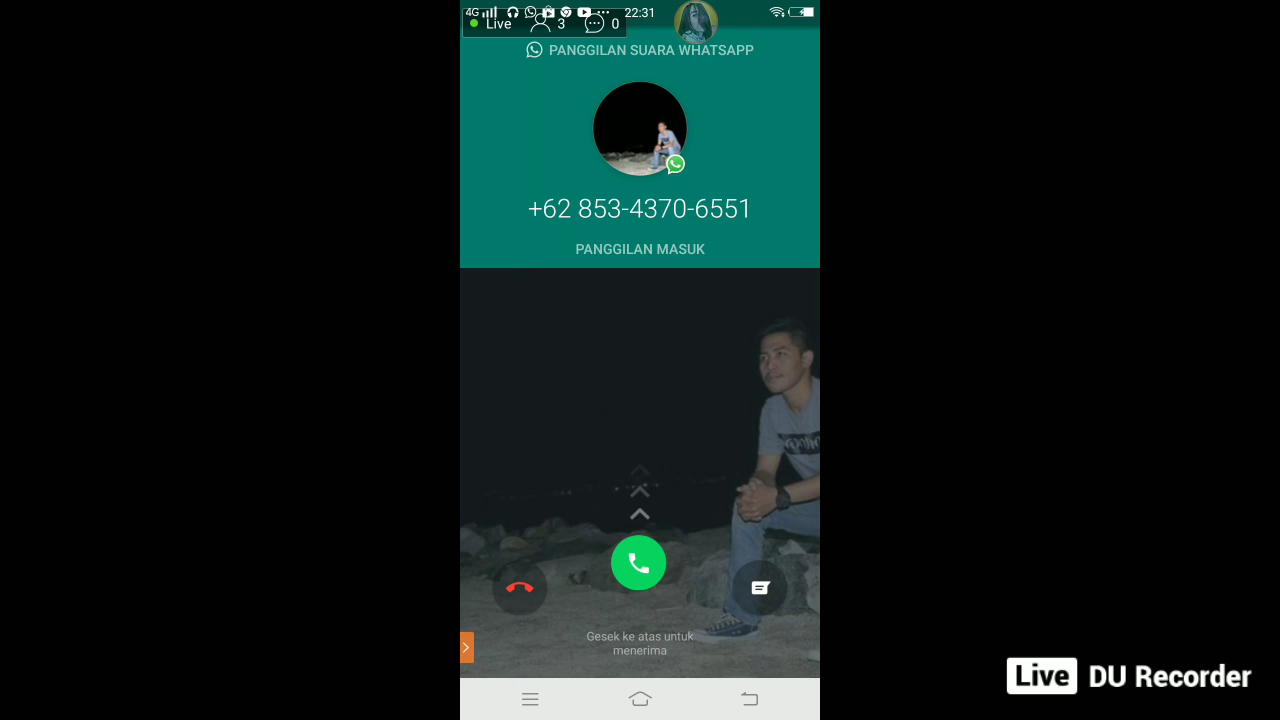 4G 22:31
Live 3 0
PANGGILAN SUARA WHATSAPP
+62 853-4370-6551
PANGGILAN MASUK
Gesek ke atas untuk
menerima
Live DU Recorder